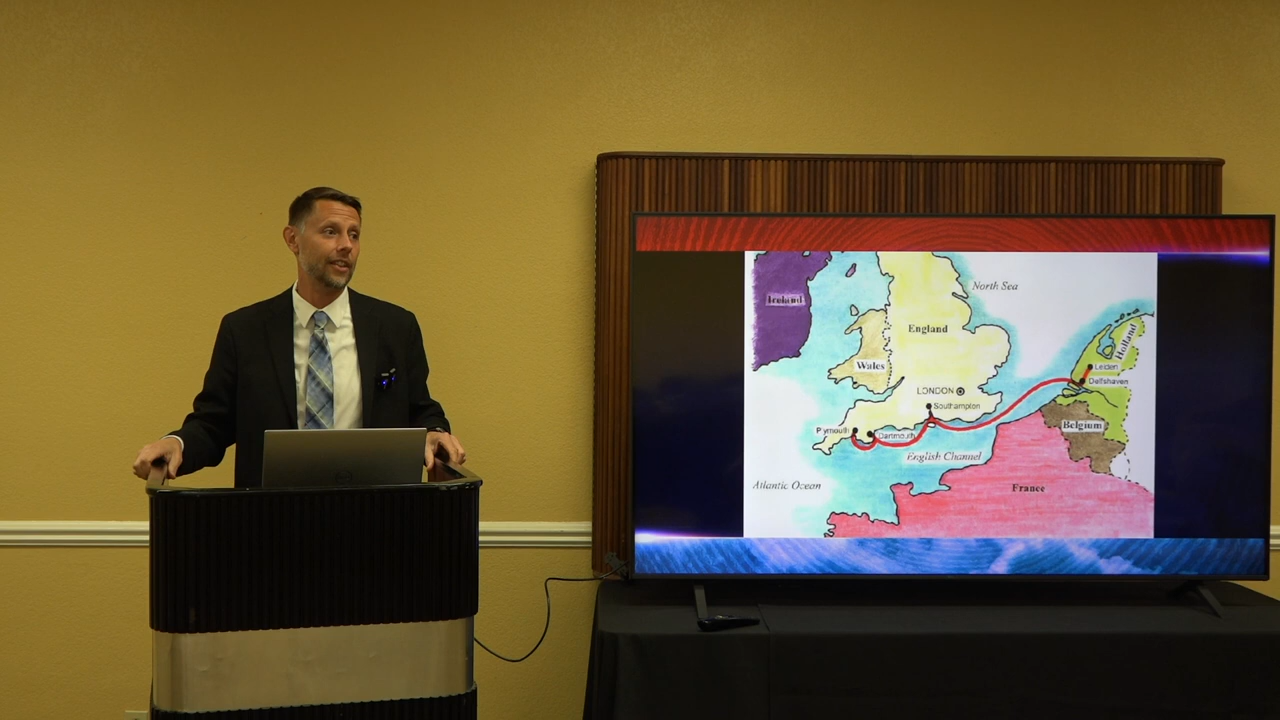 North Sea
Ireland
England
Holland
Wales
Leiden
Delfshaven
LONDON
Southampton
Plymouth
Dartmouth
Belgium
English Channel
Atlantic Ocean
France